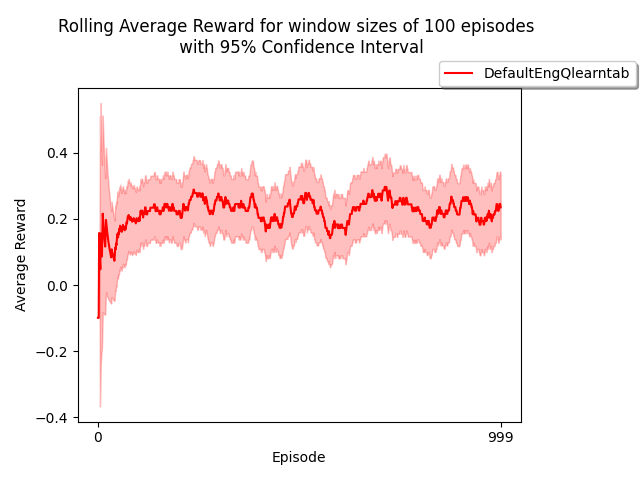 Rolling Average Reward for window sizes of 100 episodes
with 95% Confidence Interval
DefaultEngQlearntab
Average Reward
0.4
0.2
0.0
−0.2
−0.4
0
999
Episode